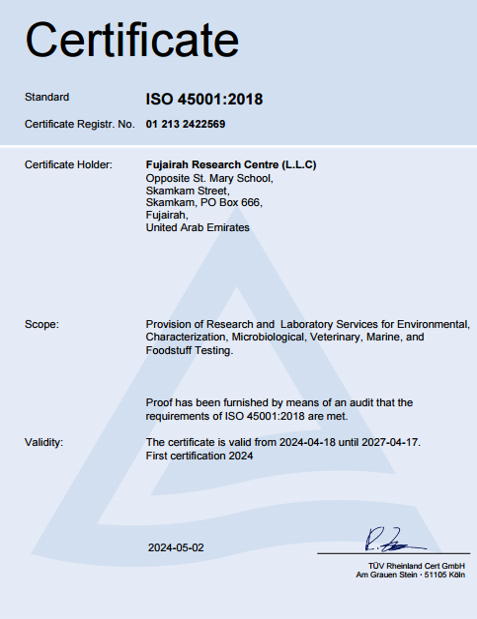 Certificate
Standard ISO 45001:2018
Certificate Registr. No. 01 213 2422569
Certificate Holder: Fujairah Research Centre (L.L.C)
Opposite St. Mary School,
Skamkam Street,
Skamkam, PO Box 666,
Fujairah,
United Arab Emirates
Scope: Provision of Research and Laboratory Services for Environmental,
Characterization, Microbiological, Veterinary, Marine, and
Foodstuff Testing.
Proof has been furnished by means of an audit that the
requirements of ISO 45001:2018 are met.
Validity: The certificate is valid from 2024-04-18 until 2027-04-17.
First certification 2024
2024-05-02
TÜV Rheinland Cert GmbH
Am Grauen Stein · 51105 Köln